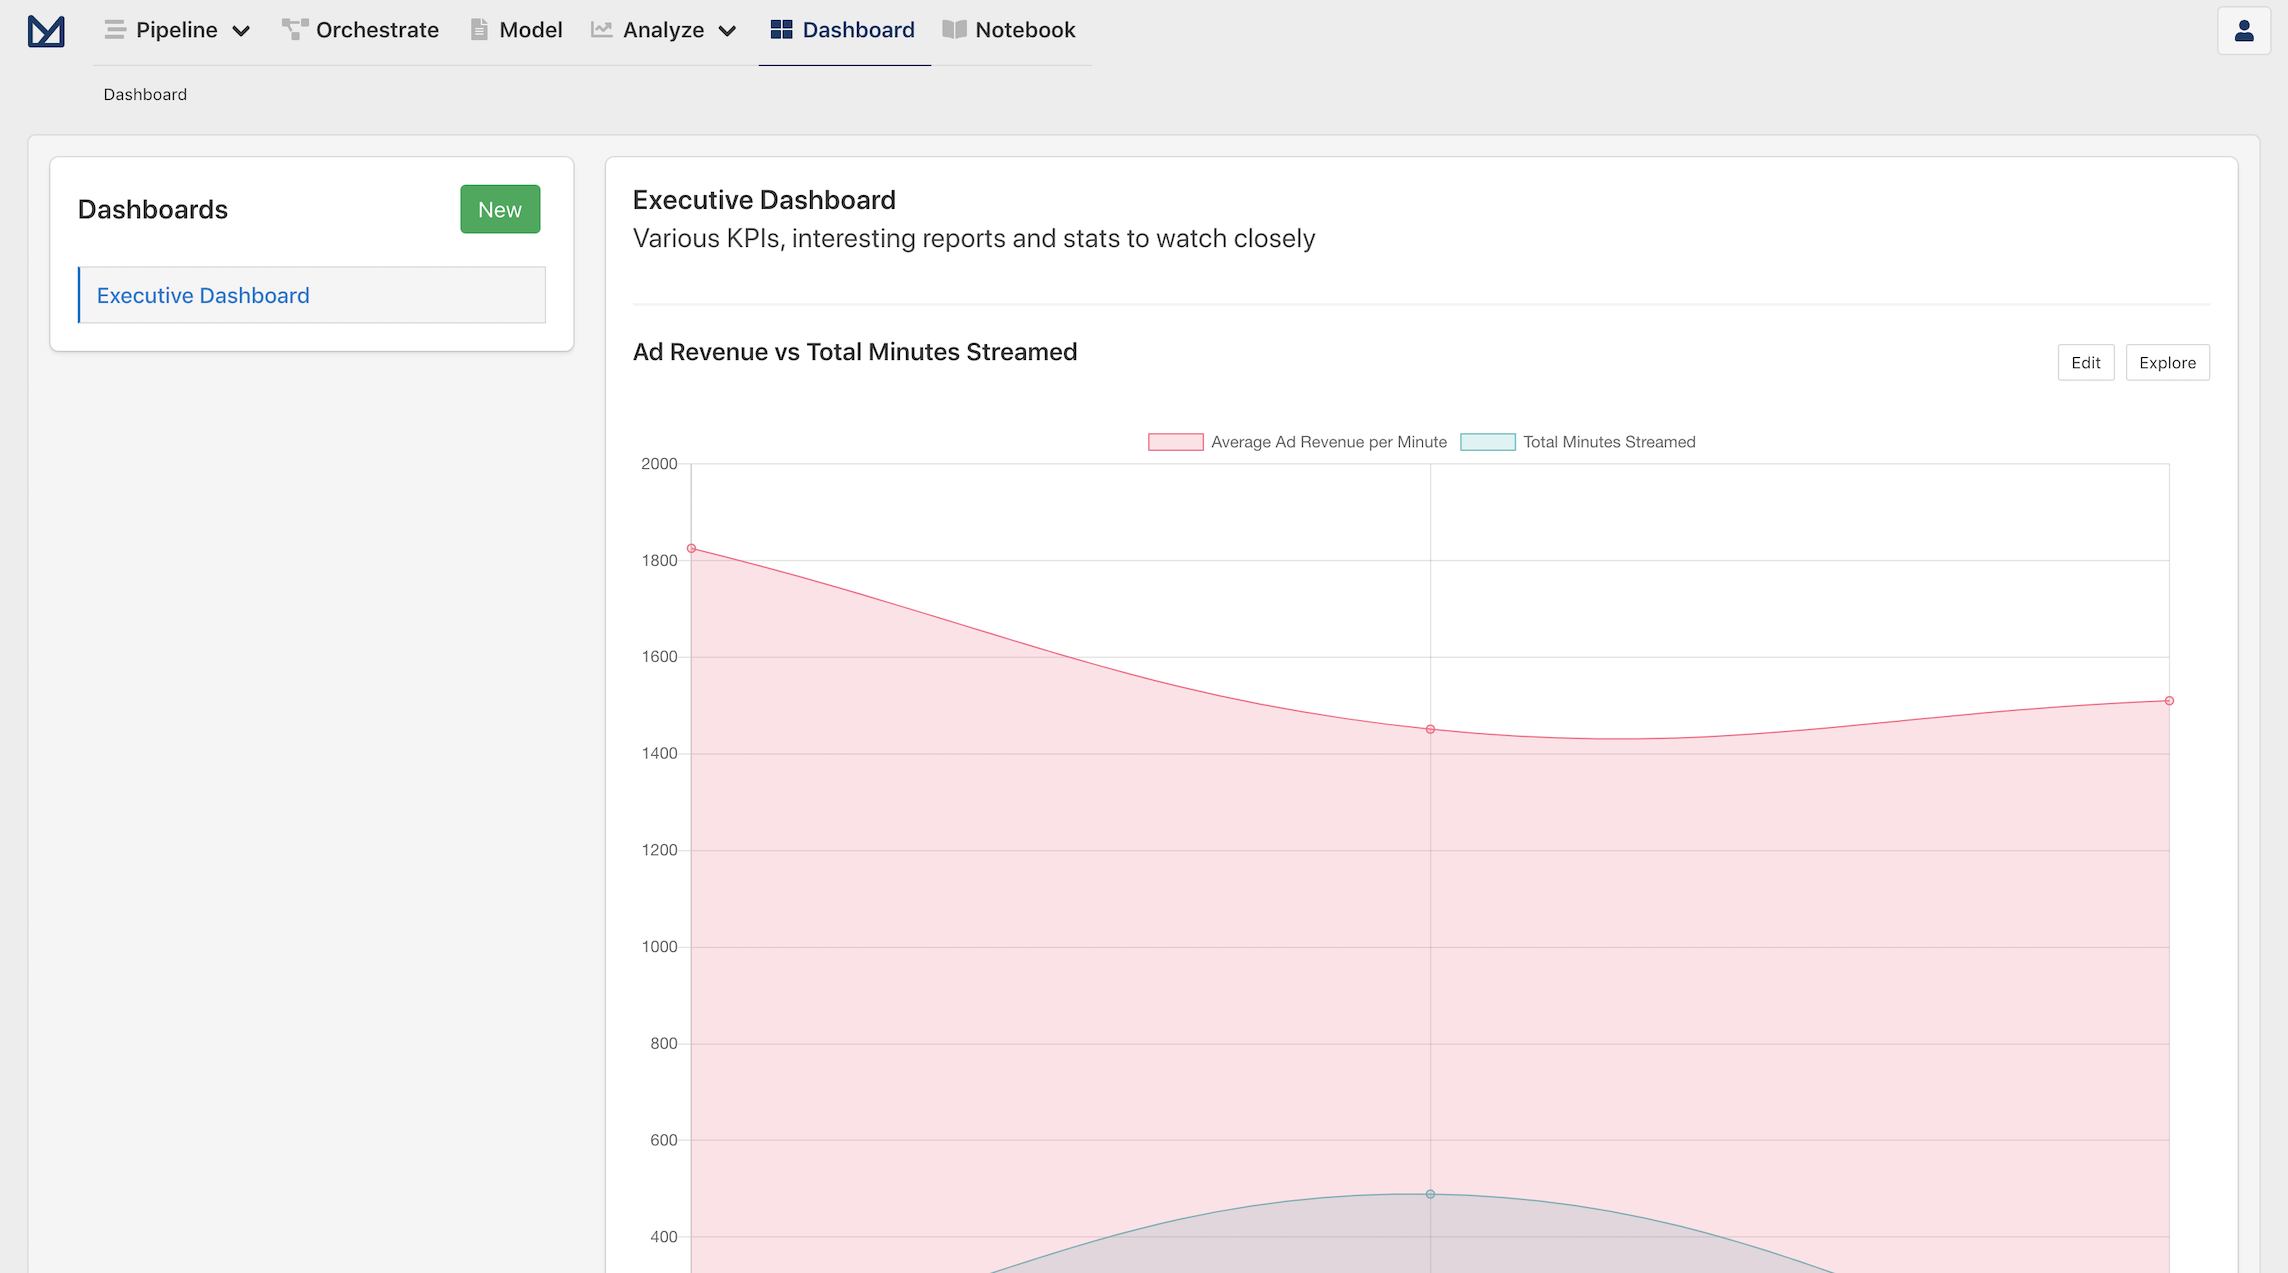 Pipeline Orchestrate Model Analyze Dashboard Notebook
Dashboard
Dashboards
New
Executive Dashboard
Executive Dashboard
Various KPIs, interesting reports and stats to watch closely
Ad Revenue vs Total Minutes Streamed
Edit Explore
Average Ad Revenue per Minute Total Minutes Streamed
2000
1800
1600
1400
1200
1000
800
600
400